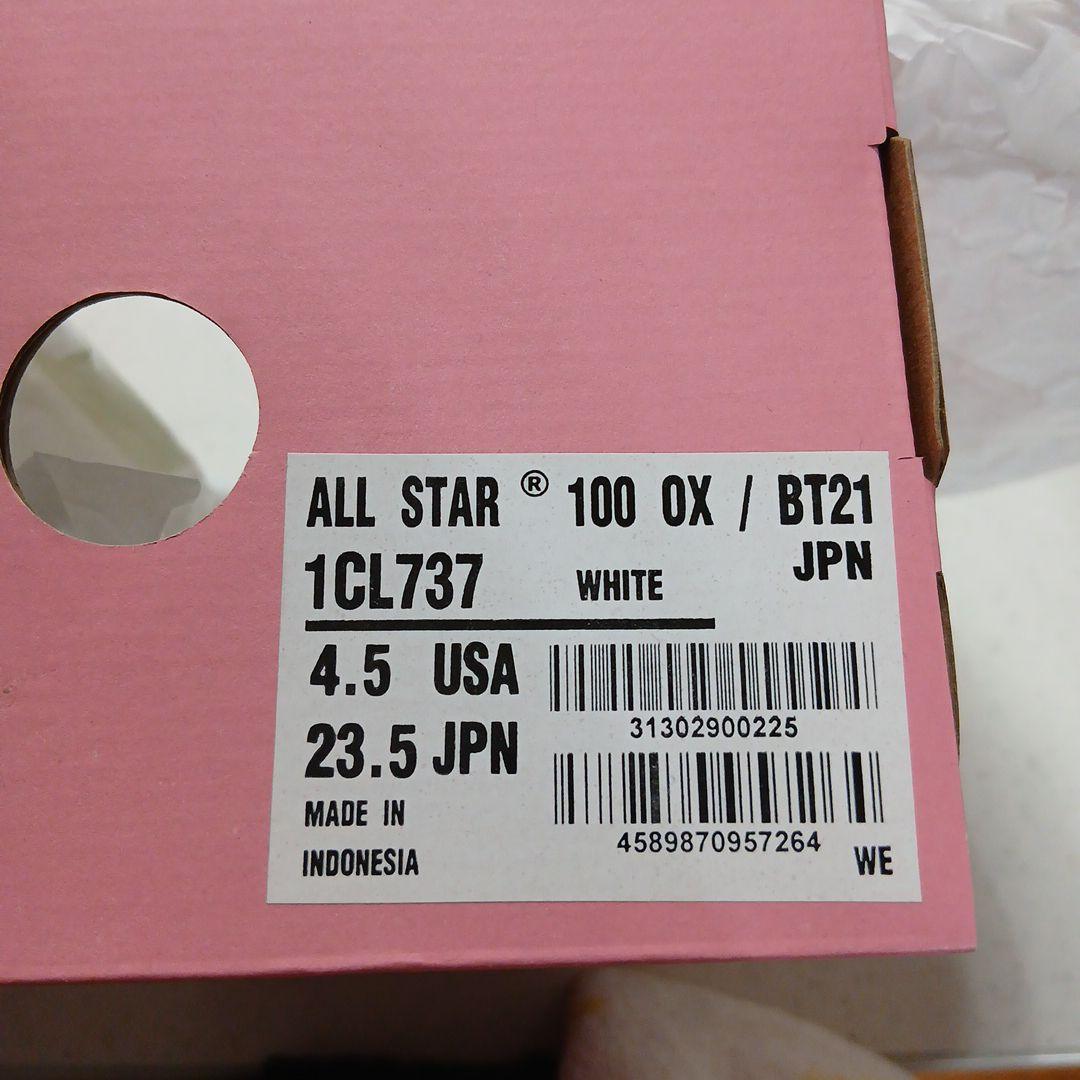 ALL STAR ® 100 OX / BT21
JPN
1CL737 WHITE
4.5 USA
31302900225
23.5 JPN
4589870957264
MADE IN
INDONESIA
WE